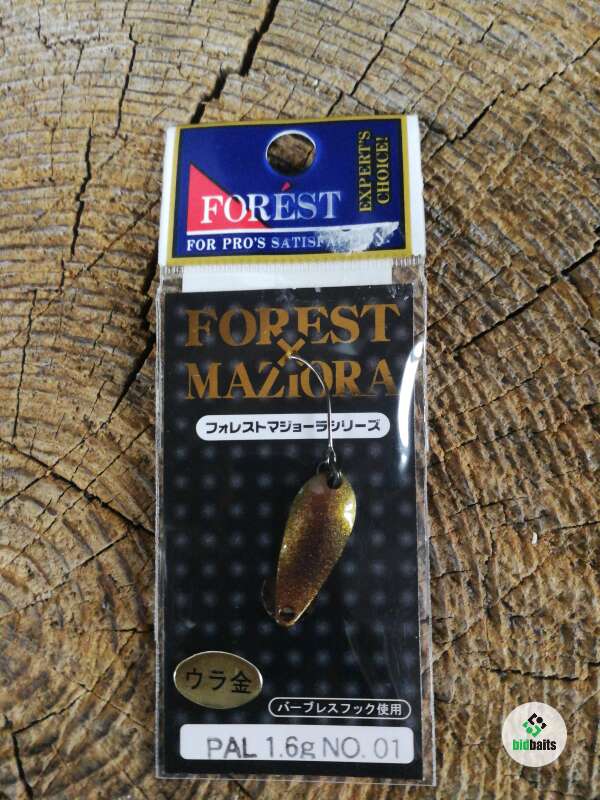 EXPERT'S
CHOICE!
FORÉST
FOR PRO'S SATISFA
FOREST
×
MAZIORA
フォレストマジョーラシリーズ
ウラ金
バーブレスフック使用
PAL 1.6g NO. 01
bidbaits